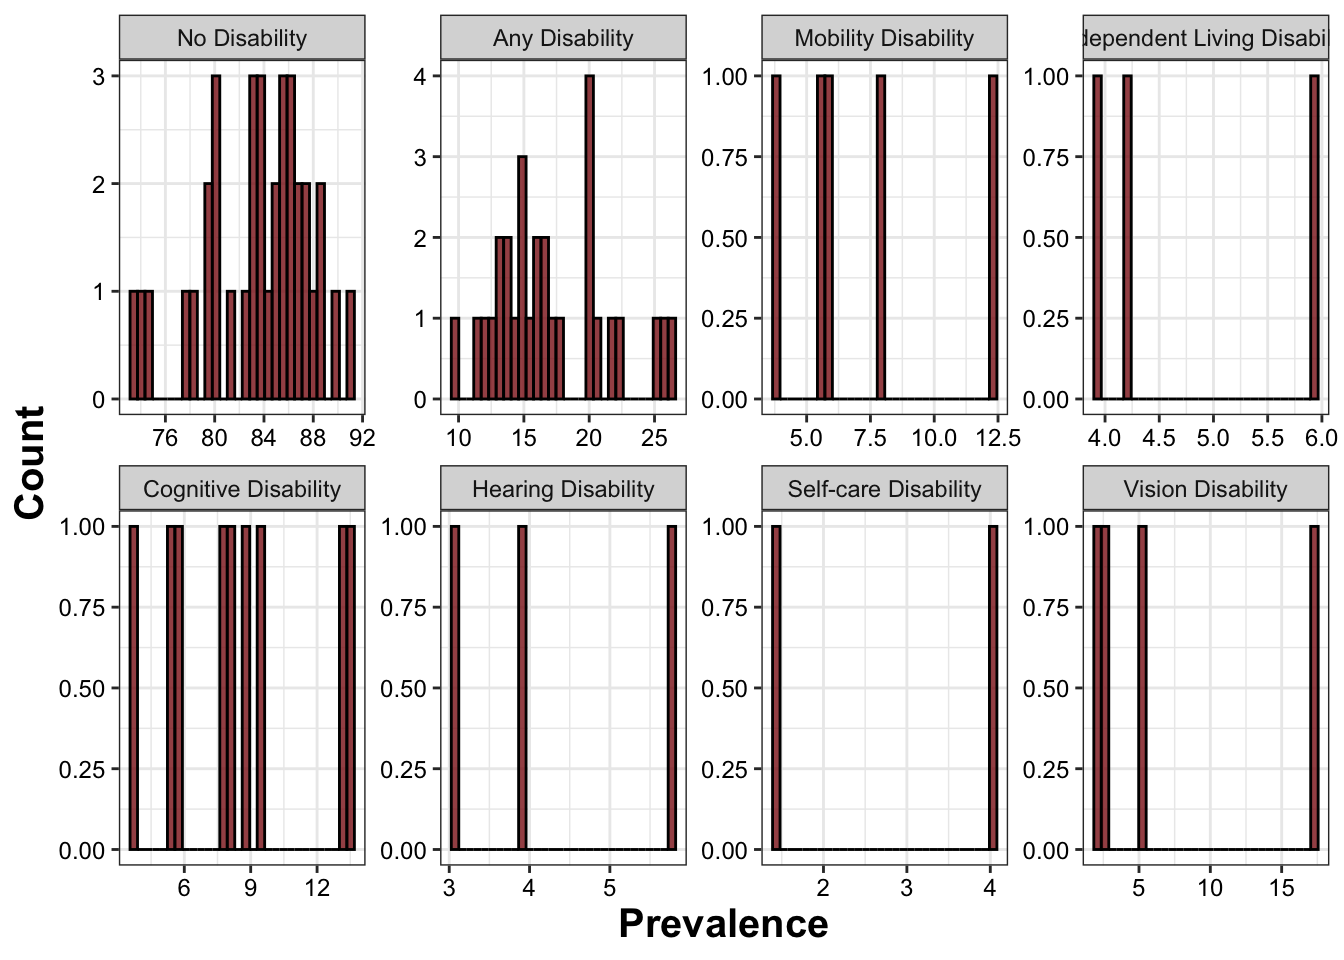 No Disability
Any Disability
Mobility Disability
dependent Living Disabil
3
2
1
0
4
3
2
1
0
1.00
0.75
0.50
0.25
0.00
1.00
0.75
0.50
0.25
0.00
76 80 84 88 92
10 15 20 25
5.0 7.5 10.0 12.5
4.0 4.5 5.0 5.5 6.0
Count
Cognitive Disability
Hearing Disability
Self-care Disability
Vision Disability
1.00
0.75
0.50
0.25
0.00
1.00
0.75
0.50
0.25
0.00
1.00
0.75
0.50
0.25
0.00
1.00
0.75
0.50
0.25
0.00
6 9 12
3 4 5
2 3 4
5 10 15
Prevalence